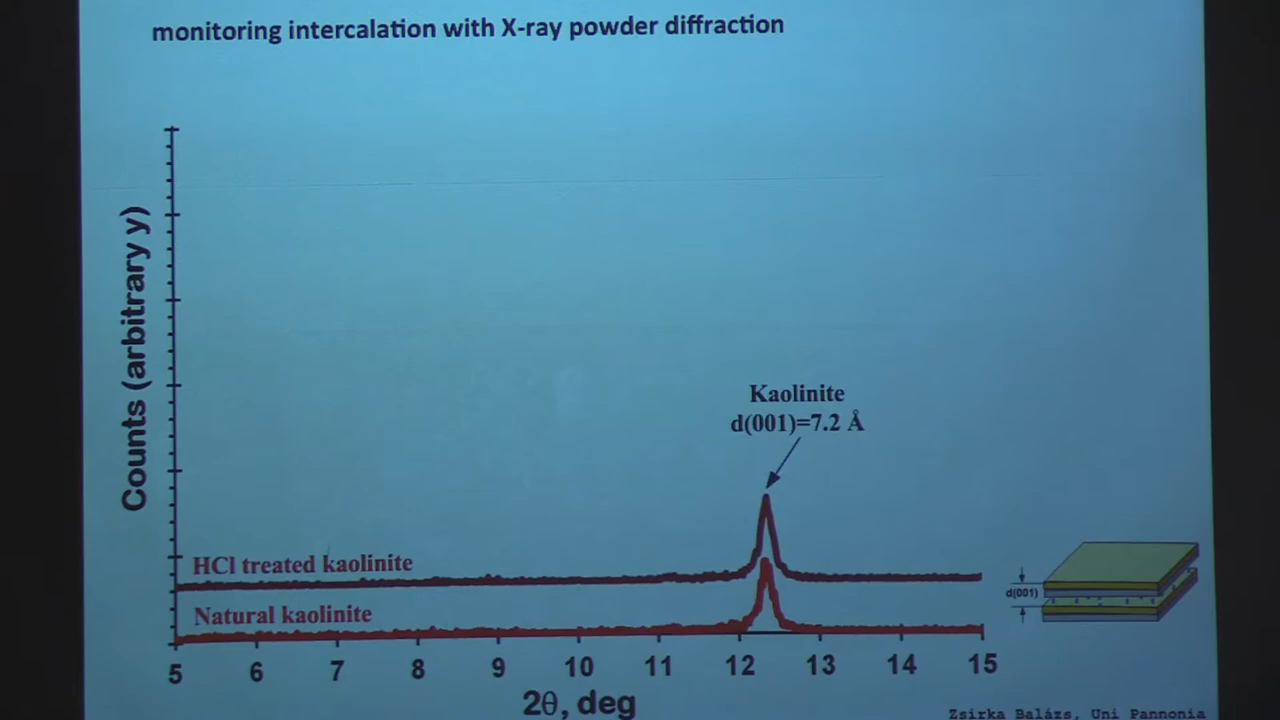 monitoring intercalation with X-ray powder diffraction
Counts (arbitrary y)
Kaolinite
d(001)=7.2 Å
HCl treated kaolinite
Natural kaolinite
d(001)
5 6 7 8 9 10 11 12 13 14 15
2θ, deg
Zsirka Balázs, Uni Pannonia